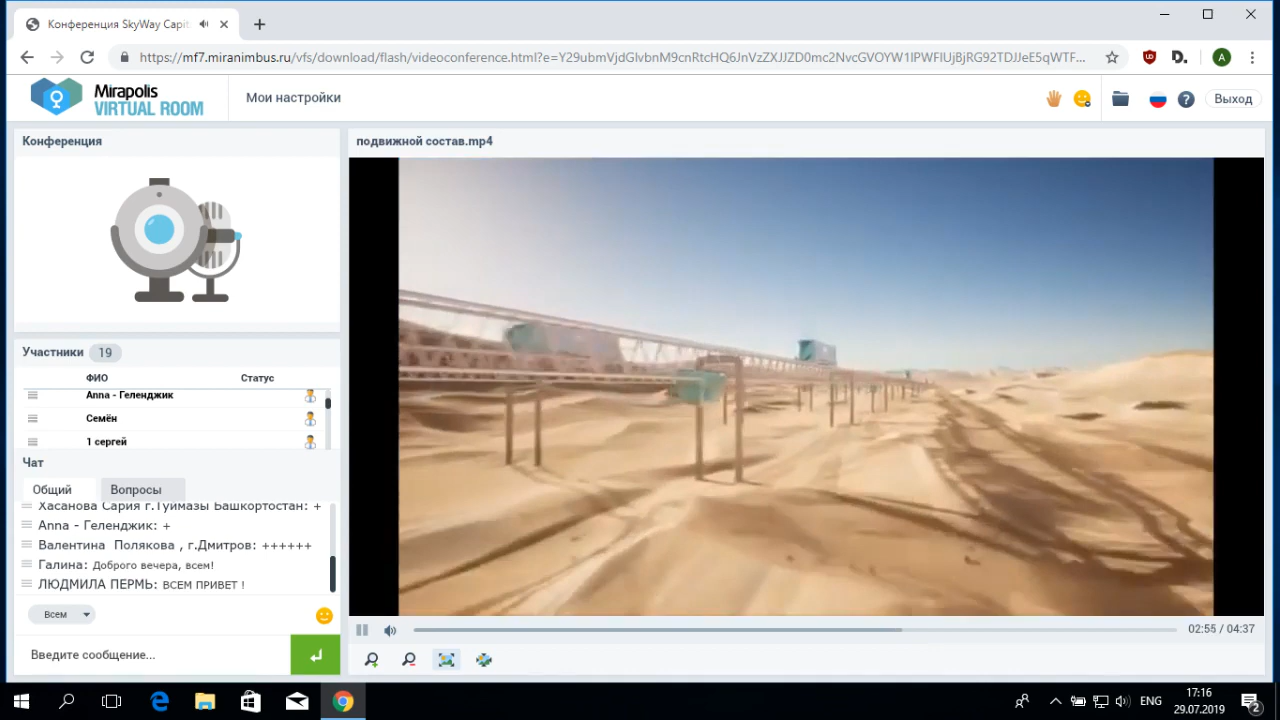 Конференция SkyWay Capit
https://mf7.miranimbus.ru/vfs/download/flash/videoconference.html?e=Y29ubmVjdGlvbnM9cnRtcHQ6JnVzZXJJZD0mc2NvcGVOYW1lPWFlUjBjRG92TDJJeE5qWTF...
A
Mirapolis
VIRTUAL ROOM
Мои настройки
Выход
Конференция
подвижной состав.mp4
Участники 19
ФИО Статус
Anna - Геленджик
Семён
1 сергей
Чат
Общий Вопросы
Хасанова Сария г.Туймазы Башкортостан: +
Anna - Геленджик: +
Валентина Полякова , г.Дмитров: ++++++
Галина: Доброго вечера, всем!
ЛЮДМИЛА ПЕРМЬ: ВСЕМ ПРИВЕТ !
Всем
02:55 / 04:37
Введите сообщение...
ENG
17:16
29.07.2019
2